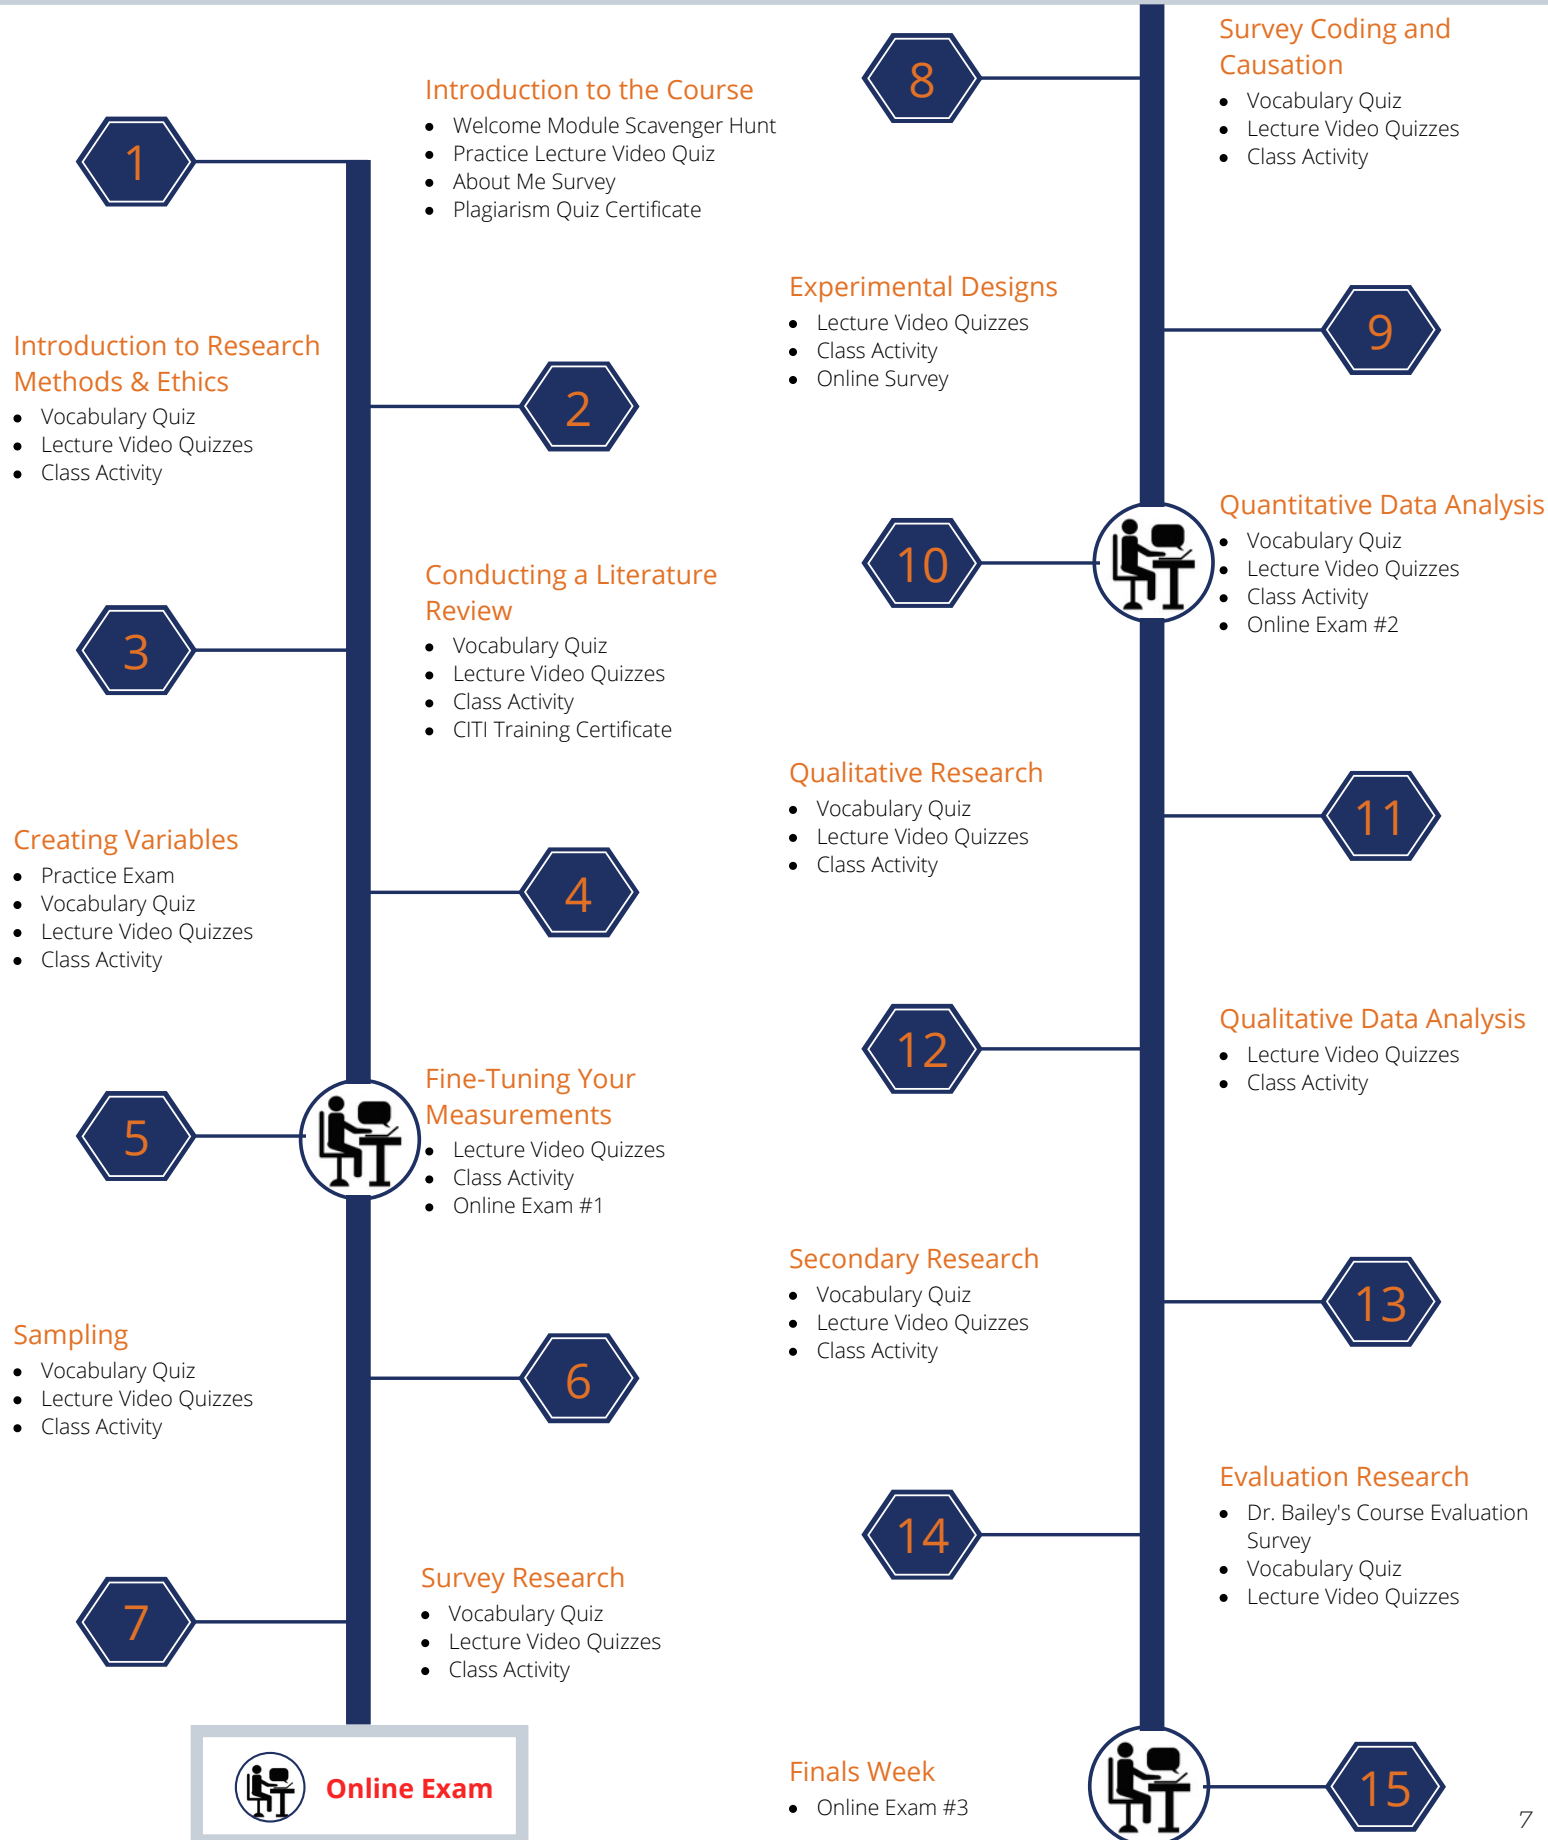 1
Introduction to the Course
Welcome Module Scavenger Hunt
Practice Lecture Video Quiz
About Me Survey
Plagiarism Quiz Certificate
Introduction to Research
Methods & Ethics
Vocabulary Quiz
Lecture Video Quizzes
Class Activity
2
3
Conducting a Literature
Review
Vocabulary Quiz
Lecture Video Quizzes
Class Activity
CITI Training Certificate
Creating Variables
Practice Exam
Vocabulary Quiz
Lecture Video Quizzes
Class Activity
4
5
Fine-Tuning Your
Measurements
Lecture Video Quizzes
Class Activity
Online Exam #1
Sampling
Vocabulary Quiz
Lecture Video Quizzes
Class Activity
6
7
Survey Research
Vocabulary Quiz
Lecture Video Quizzes
Class Activity
Online Exam
8
Survey Coding and
Causation
Vocabulary Quiz
Lecture Video Quizzes
Class Activity
Experimental Designs
Lecture Video Quizzes
Class Activity
Online Survey
9
10
Quantitative Data Analysis
Vocabulary Quiz
Lecture Video Quizzes
Class Activity
Online Exam #2
Qualitative Research
Vocabulary Quiz
Lecture Video Quizzes
Class Activity
11
12
Qualitative Data Analysis
Lecture Video Quizzes
Class Activity
Secondary Research
Vocabulary Quiz
Lecture Video Quizzes
Class Activity
13
14
Evaluation Research
Dr. Bailey's Course Evaluation
Survey
Vocabulary Quiz
Lecture Video Quizzes
Finals Week
Online Exam #3
15
7